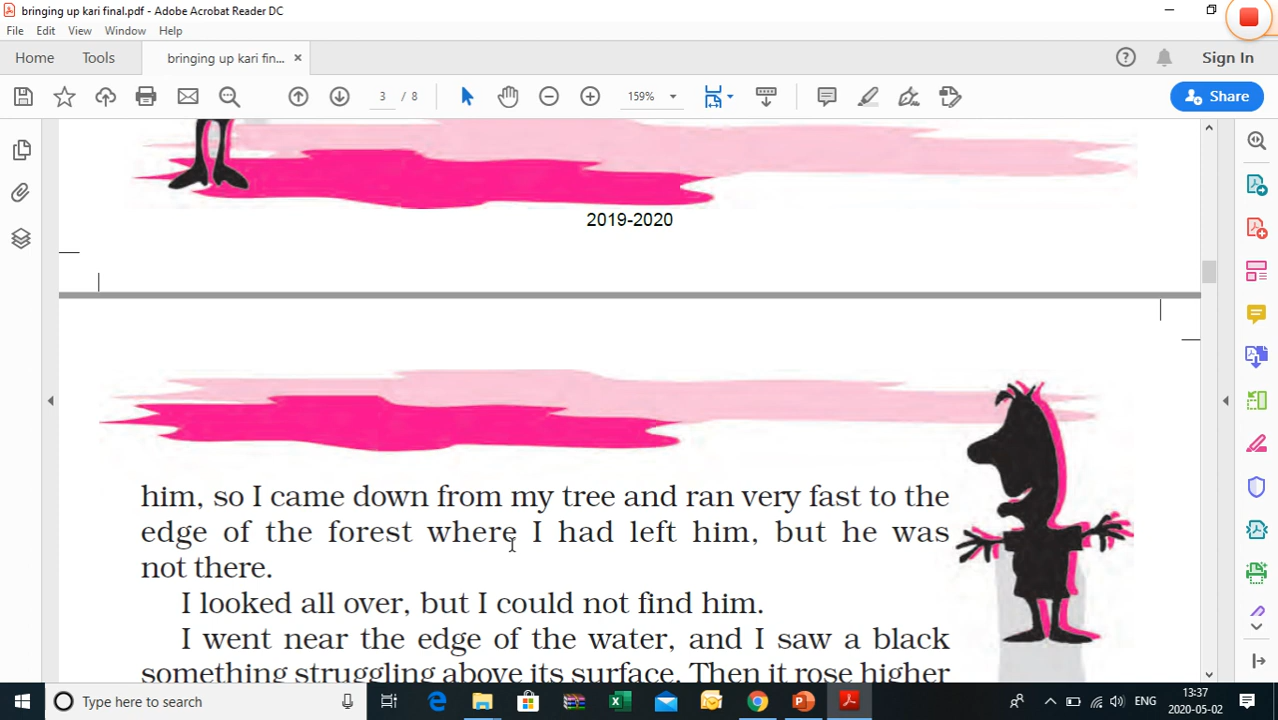 bringing up kari final.pdf - Adobe Acrobat Reader DC
File Edit View Window Help
Home Tools bringing up kari fin... × Sign In
3 / 8 159% Share
2019-2020
him, so I came down from my tree and ran very fast to the
edge of the forest where I had left him, but he was
not there.
I looked all over, but I could not find him.
I went near the edge of the water, and I saw a black
something struggling above its surface. Then it rose higher
Type here to search
ENG
13:37
2020-05-02